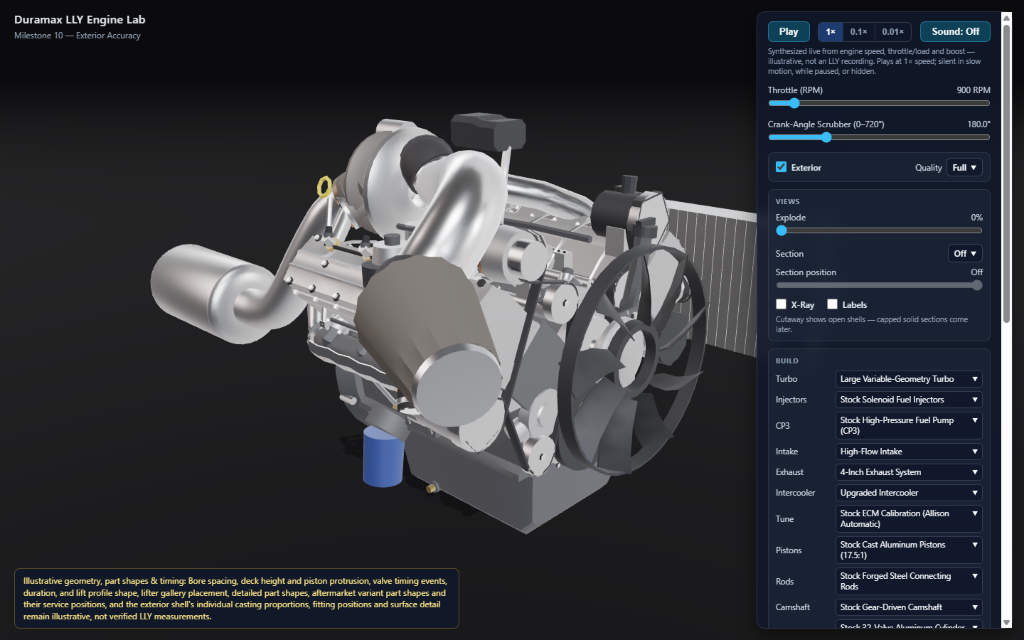 Duramax LLY Engine Lab
Milestone 10 — Exterior Accuracy
Play
1×
0.1×
0.01×
Sound: Off
Synthesized live from engine speed, throttle/load and boost —
illustrative, not an LLY recording. Plays at 1× speed; silent in slow
motion, while paused, or hidden.
Throttle (RPM)
900 RPM
Crank-Angle Scrubber (0–720°)
180.0°
Exterior
Quality
Full
VIEWS
Explode
0%
Section
Off
Section position
Off
X-Ray
Labels
Cutaway shows open shells — capped solid sections come
later.
BUILD
Turbo
Large Variable-Geometry Turbo
Injectors
Stock Solenoid Fuel Injectors
CP3
Stock High-Pressure Fuel Pump
(CP3)
Intake
High-Flow Intake
Exhaust
4-Inch Exhaust System
Intercooler
Upgraded Intercooler
Tune
Stock ECM Calibration (Allison
Automatic)
Pistons
Stock Cast Aluminum Pistons
(17.5:1)
Rods
Stock Forged Steel Connecting
Rods
Camshaft
Stock Gear-Driven Camshaft
Stock 32-Valve Aluminum Cylinder
Illustrative geometry, part shapes & timing: Bore spacing, deck height and piston protrusion, valve timing events,
duration, and lift profile shape, lifter gallery placement, detailed part shapes, aftermarket variant part shapes and
their service positions, and the exterior shell's individual casting proportions, fitting positions and surface detail
remain illustrative, not verified LLY measurements.